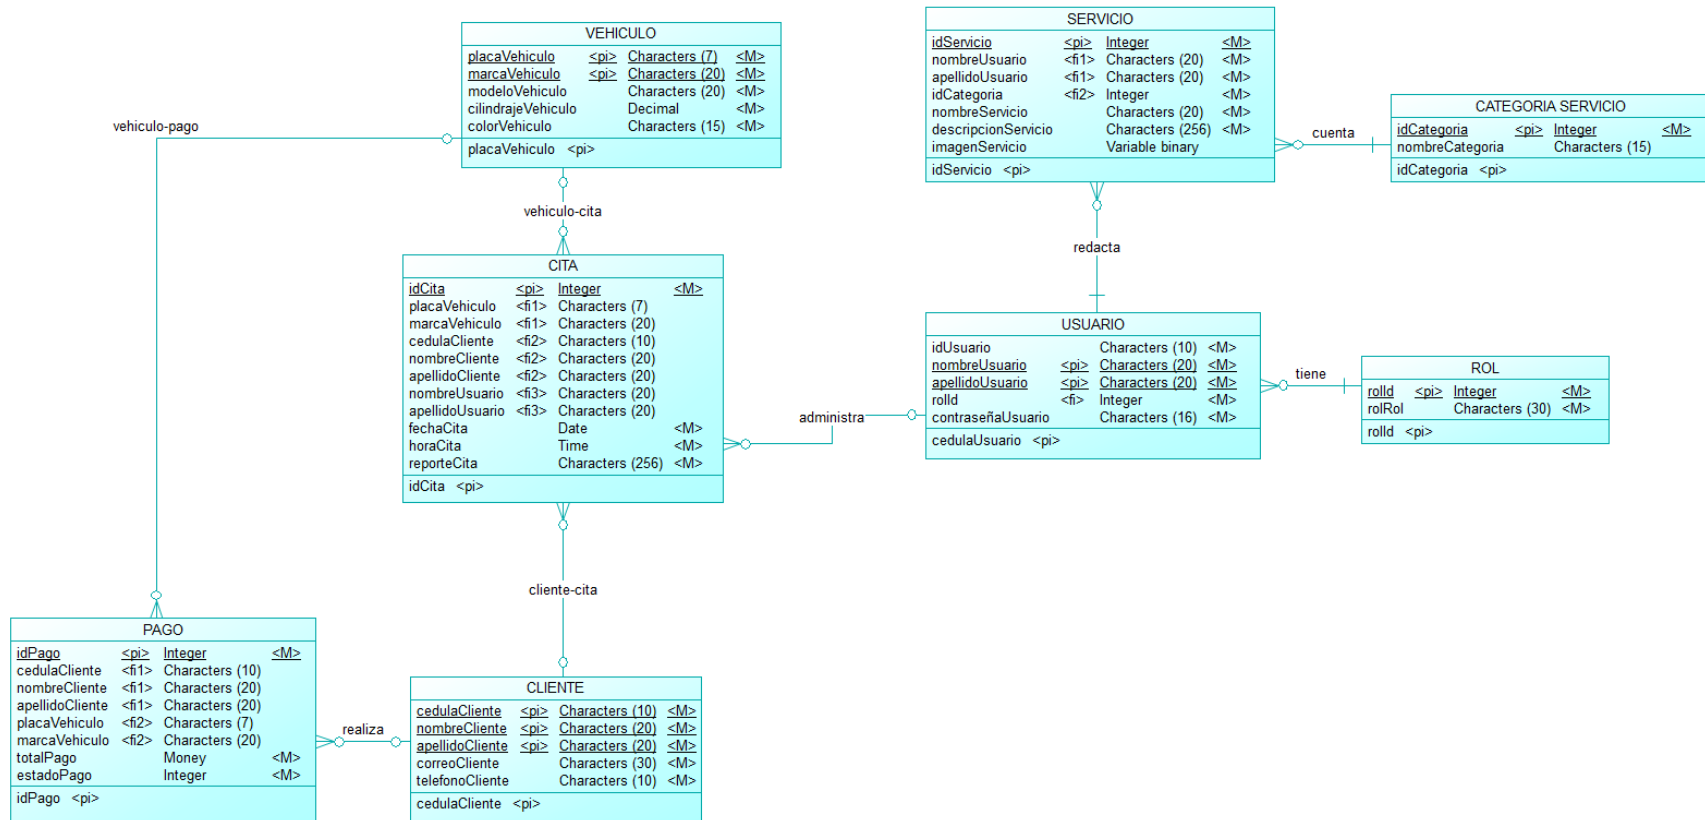 VEHICULO
placaVehiculo <pi> Characters (7) <M>
marcaVehiculo <pi> Characters (20) <M>
modeloVehiculo Characters (20) <M>
cilindrajeVehiculo Decimal <M>
colorVehiculo Characters (15) <M>
placaVehiculo <pi>
SERVICIO
idServicio <pi> Integer <M>
nombreUsuario <fi1> Characters (20) <M>
apellidoUsuario <fi1> Characters (20) <M>
idCategoria <fi2> Integer <M>
nombreServicio Characters (20) <M>
descripcionServicio Characters (256) <M>
imagenServicio Variable binary
idServicio <pi>
cuenta
CATEGORIA SERVICIO
idCategoria <pi> Integer <M>
nombreCategoria Characters (15)
idCategoria <pi>
vehiculo-pago
vehiculo-cita
redacta
CITA
idCita <pi> Integer <M>
placaVehiculo <fi1> Characters (7)
marcaVehiculo <fi1> Characters (20)
cedulaCliente <fi2> Characters (10)
nombreCliente <fi2> Characters (20)
apellidoCliente <fi2> Characters (20)
nombreUsuario <fi3> Characters (20)
apellidoUsuario <fi3> Characters (20)
fechaCita Date <M>
horaCita Time <M>
reporteCita Characters (256) <M>
idCita <pi>
administra
USUARIO
idUsuario Characters (10) <M>
nombreUsuario <pi> Characters (20) <M>
apellidoUsuario <pi> Characters (20) <M>
rolId <fi> Integer <M>
contraseñaUsuario Characters (16) <M>
cedulaUsuario <pi>
tiene
ROL
rolId <pi> Integer <M>
rolRol Characters (30) <M>
rolId <pi>
cliente-cita
PAGO
idPago <pi> Integer <M>
cedulaCliente <fi1> Characters (10)
nombreCliente <fi1> Characters (20)
apellidoCliente <fi1> Characters (20)
placaVehiculo <fi2> Characters (7)
marcaVehiculo <fi2> Characters (20)
totalPago Money <M>
estadoPago Integer <M>
idPago <pi>
realiza
CLIENTE
cedulaCliente <pi> Characters (10) <M>
nombreCliente <pi> Characters (20) <M>
apellidoCliente <pi> Characters (20) <M>
correoCliente Characters (30) <M>
telefonoCliente Characters (10) <M>
cedulaCliente <pi>